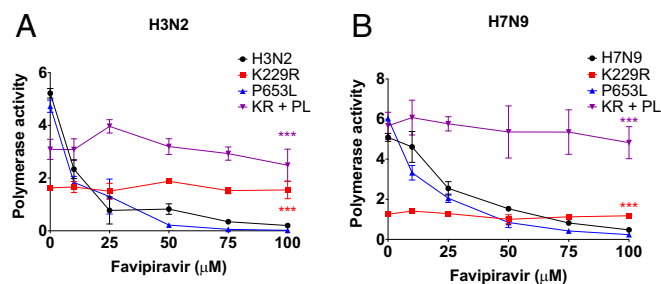 A
H3N2
Polymerase activity
6
4
2
0
0
25
50
75
100
Favipiravir (μM)
H3N2
K229R
P653L
KR + PL
***
***
B
H7N9
Polymerase activity
8
6
4
2
0
0
25
50
75
100
Favipiravir (μM)
H7N9
K229R
P653L
KR + PL
***
***